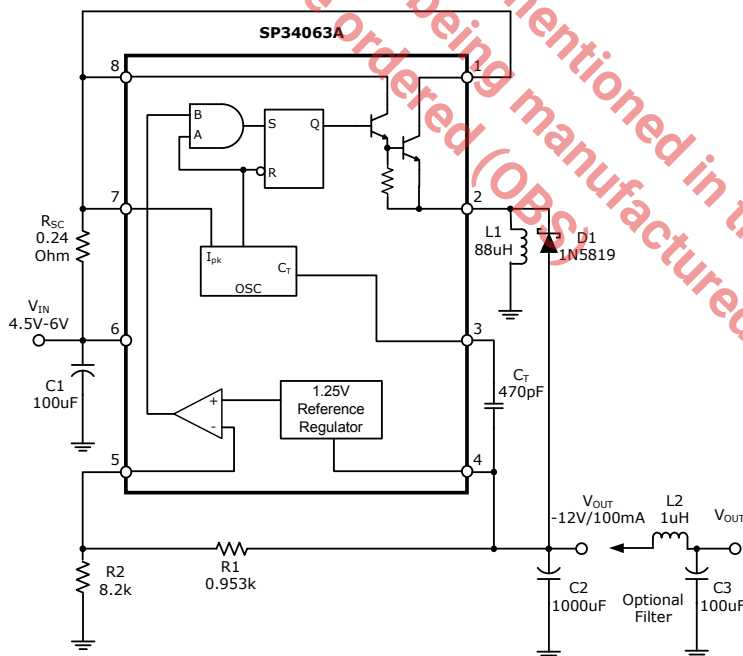 mentioned in t
being manufactured
e ordered (OBS)
SP34063A
8
1
B
A
S
Q
R
7
2
RSC
0.24
Ohm
L1
88uH
D1
1N5819
Ipk
CT
OSC
VIN
4.5V-6V
6
3
C1
100uF
CT
470pF
1.25V
Reference
Regulator
+
-
5
4
VOUT
-12V/100mA
L2
1uH
VOUT
R1
0.953k
R2
8.2k
C2
1000uF
Optional
Filter
C3
100uF